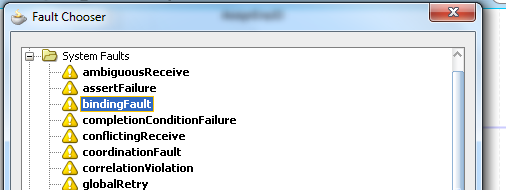 Fault Chooser
System Faults
ambiguousReceive
assertFailure
bindingFault
completionConditionFailure
conflictingReceive
coordinationFault
correlationViolation
globalRetry